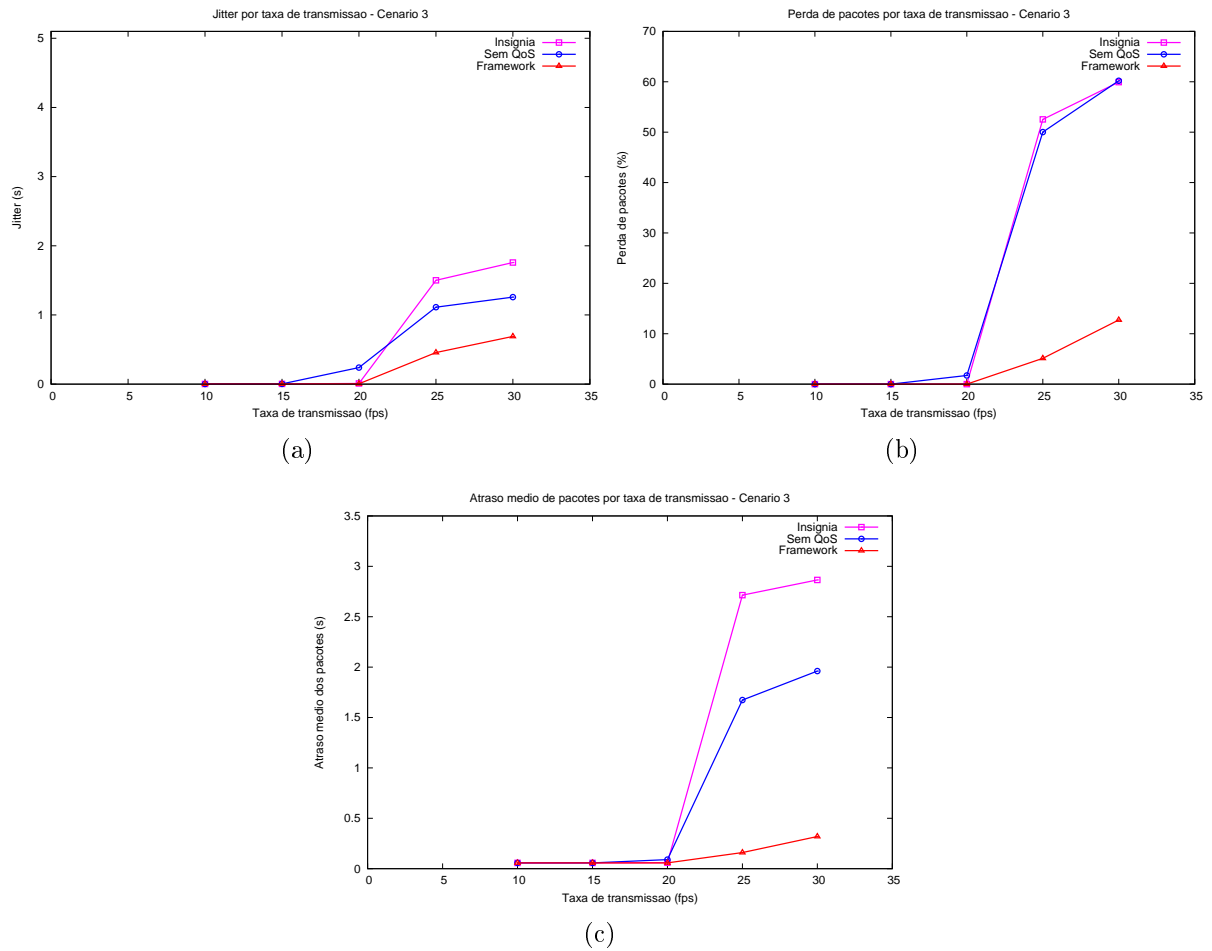 Jitter por taxa de transmissao - Cenario 3
5
4
3
2
1
0
Jitter (s)
0 5 10 15 20 25 30 35
Taxa de transmissao (fps)
Insignia
Sem QoS
Framework
(a)
Perda de pacotes por taxa de transmissao - Cenario 3
70
60
50
40
30
20
10
0
Perda de pacotes (%)
0 5 10 15 20 25 30 35
Taxa de transmissao (fps)
Insignia
Sem QoS
Framework
(b)
Atraso medio de pacotes por taxa de transmissao - Cenario 3
3.5
3
2.5
2
1.5
1
0.5
0
Atraso medio dos pacotes (s)
0 5 10 15 20 25 30 35
Taxa de transmissao (fps)
Insignia
Sem QoS
Framework
(c)